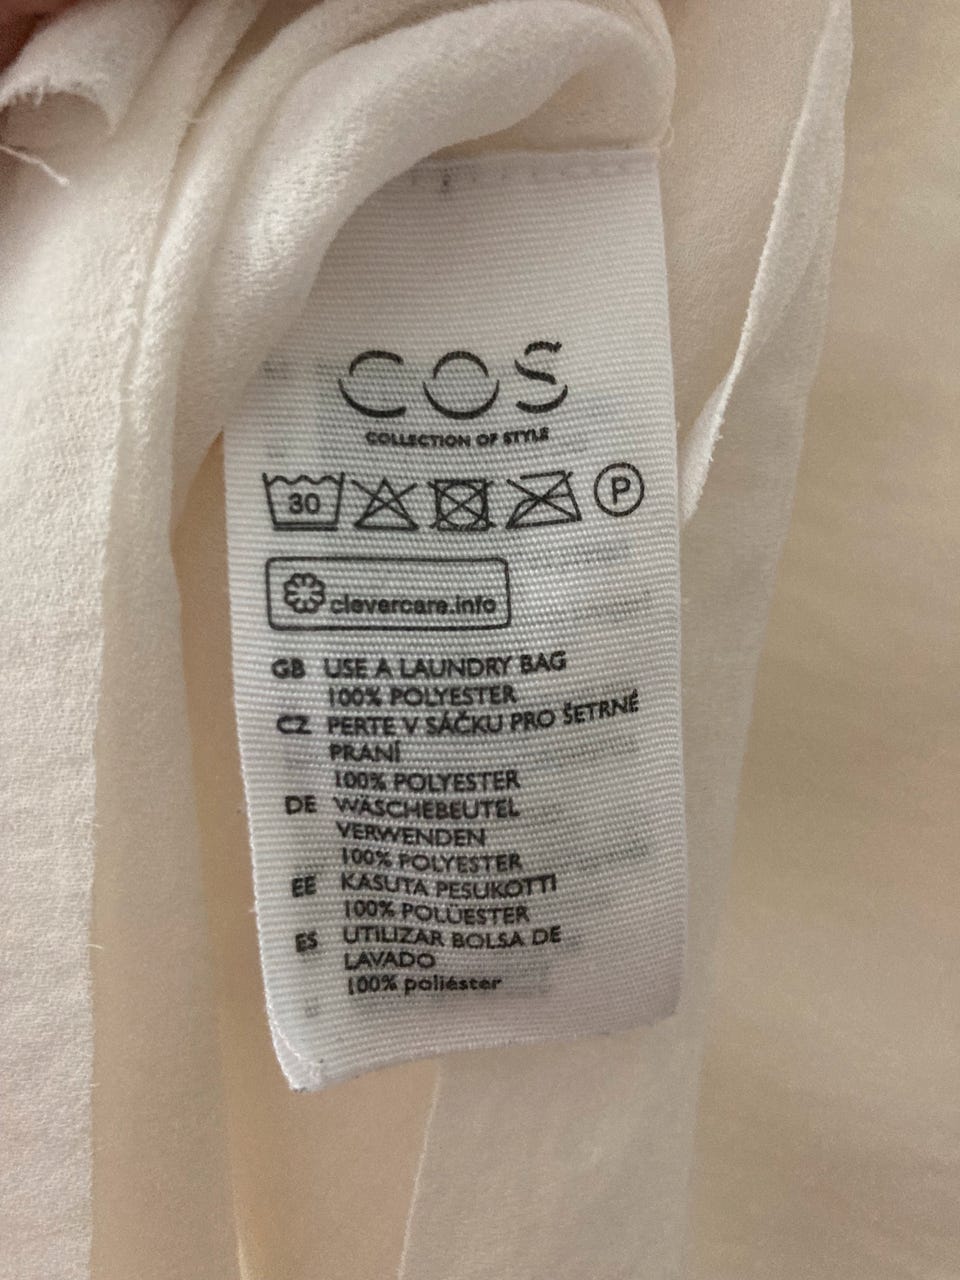 COS
COLLECTION OF STYLE
30 P
clevercare.info
GB USE A LAUNDRY BAG
100% POLYESTER
CZ PERTE V SÁČKU PRO ŠETRNÉ
PRANÍ
100% POLYESTER
DE WÄSCHEBEUTEL
VERWENDEN
100% POLYESTER
EE KASUTA PESUKOTTI
100% POLÜESTER
ES UTILIZAR BOLSA DE
LAVADO
100% poliéster